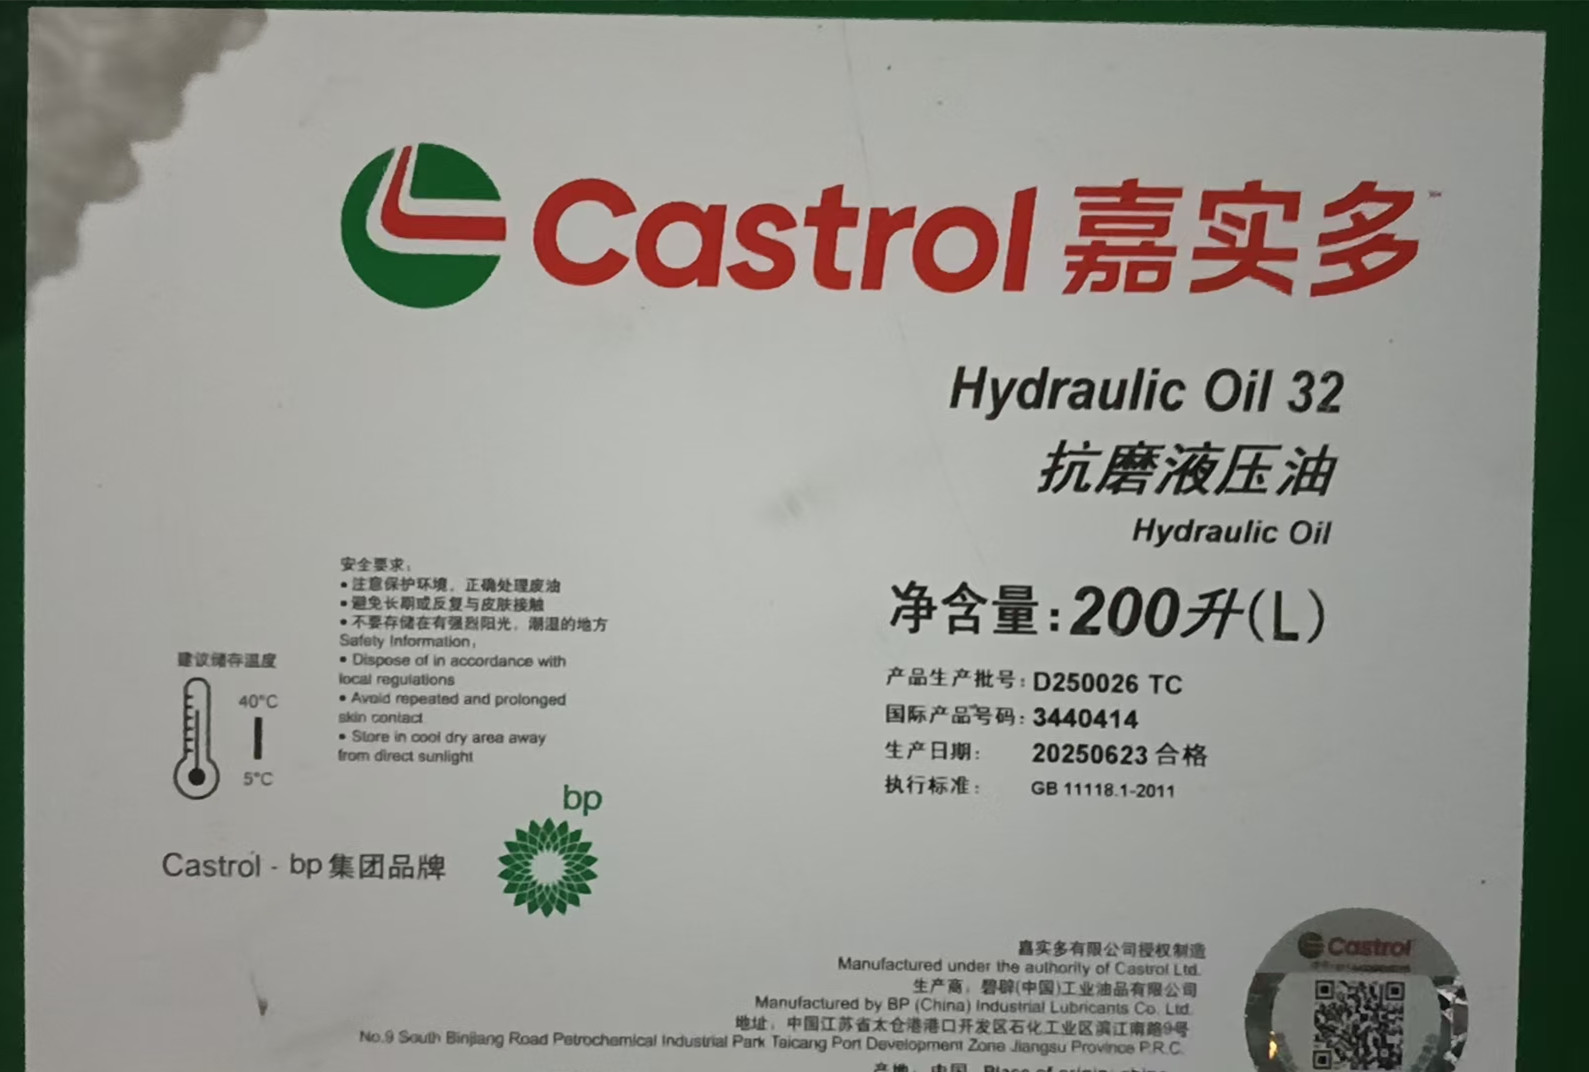 Castrol 嘉实多
Hydraulic Oil 32
抗磨液压油
Hydraulic Oil
净含量:200升(L)
产品生产批号: D250026 TC
国际产品号码: 3440414
生产日期: 20250623 合格
执行标准: GB 11118.1-2011
安全要求:
• 注意保护环境，正确处理废油
• 避免长期或反复与皮肤接触
• 不要存储在有强烈阳光，潮湿的地方
Safety Information:
• Dispose of in accordance with
local regulations
• Avoid repeated and prolonged
skin contact
• Store in cool dry area away
from direct sunlight
建议储存温度
40°C
5°C
bp
Castrol - bp 集团品牌
嘉实多有限公司授权制造
Manufactured under the authority of Castrol Ltd.
生产商：碧辟(中国)工业油品有限公司
Manufactured by BP (China) Industrial Lubricants Co. Ltd.
地址：中国江苏省太仓港港口开发区石化工业区滨江南路9号
No.9 South Binjiang Road Petrochemical Industrial Park Taicang Port Development Zone Jiangsu Province P.R.C.
产地：中国 Place of origin: china
Castrol